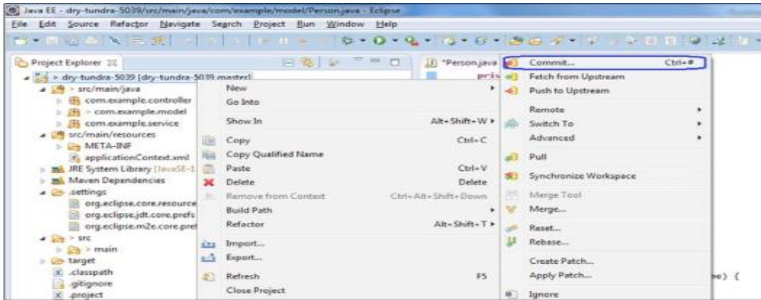 Java EE - dry-tundra-5039/src/main/java/com/example/model/Person.java - Eclipse
File Edit Source Refactor Navigate Search Project Run Window Help
Project Explorer
*Person.java
> dry-tundra-5039 [dry-tundra-5039 master]
> src/main/java
com.example.controller
> com.example.model
com.example.service
src/main/resources
META-INF
applicationContext.xml
JRE System Library [JavaSE-1
Maven Dependencies
.settings
org.eclipse.core.resource
org.eclipse.jdt.core.prefs
org.eclipse.m2e.core.pref
> src
> main
target
.classpath
.gitignore
.project
New
Go Into
Show In Alt+Shift+W
Copy Ctrl+C
Copy Qualified Name
Paste Ctrl+V
Delete Delete
Remove from Context Ctrl+Alt+Shift+Down
Build Path
Refactor Alt+Shift+T
Import...
Export...
Refresh F5
Close Project
Commit... Ctrl+#
Fetch from Upstream
Push to Upstream
Remote
Switch To
Advanced
Pull
Synchronize Workspace
Merge Tool
Merge...
Reset...
Rebase...
Create Patch...
Apply Patch...
Ignore